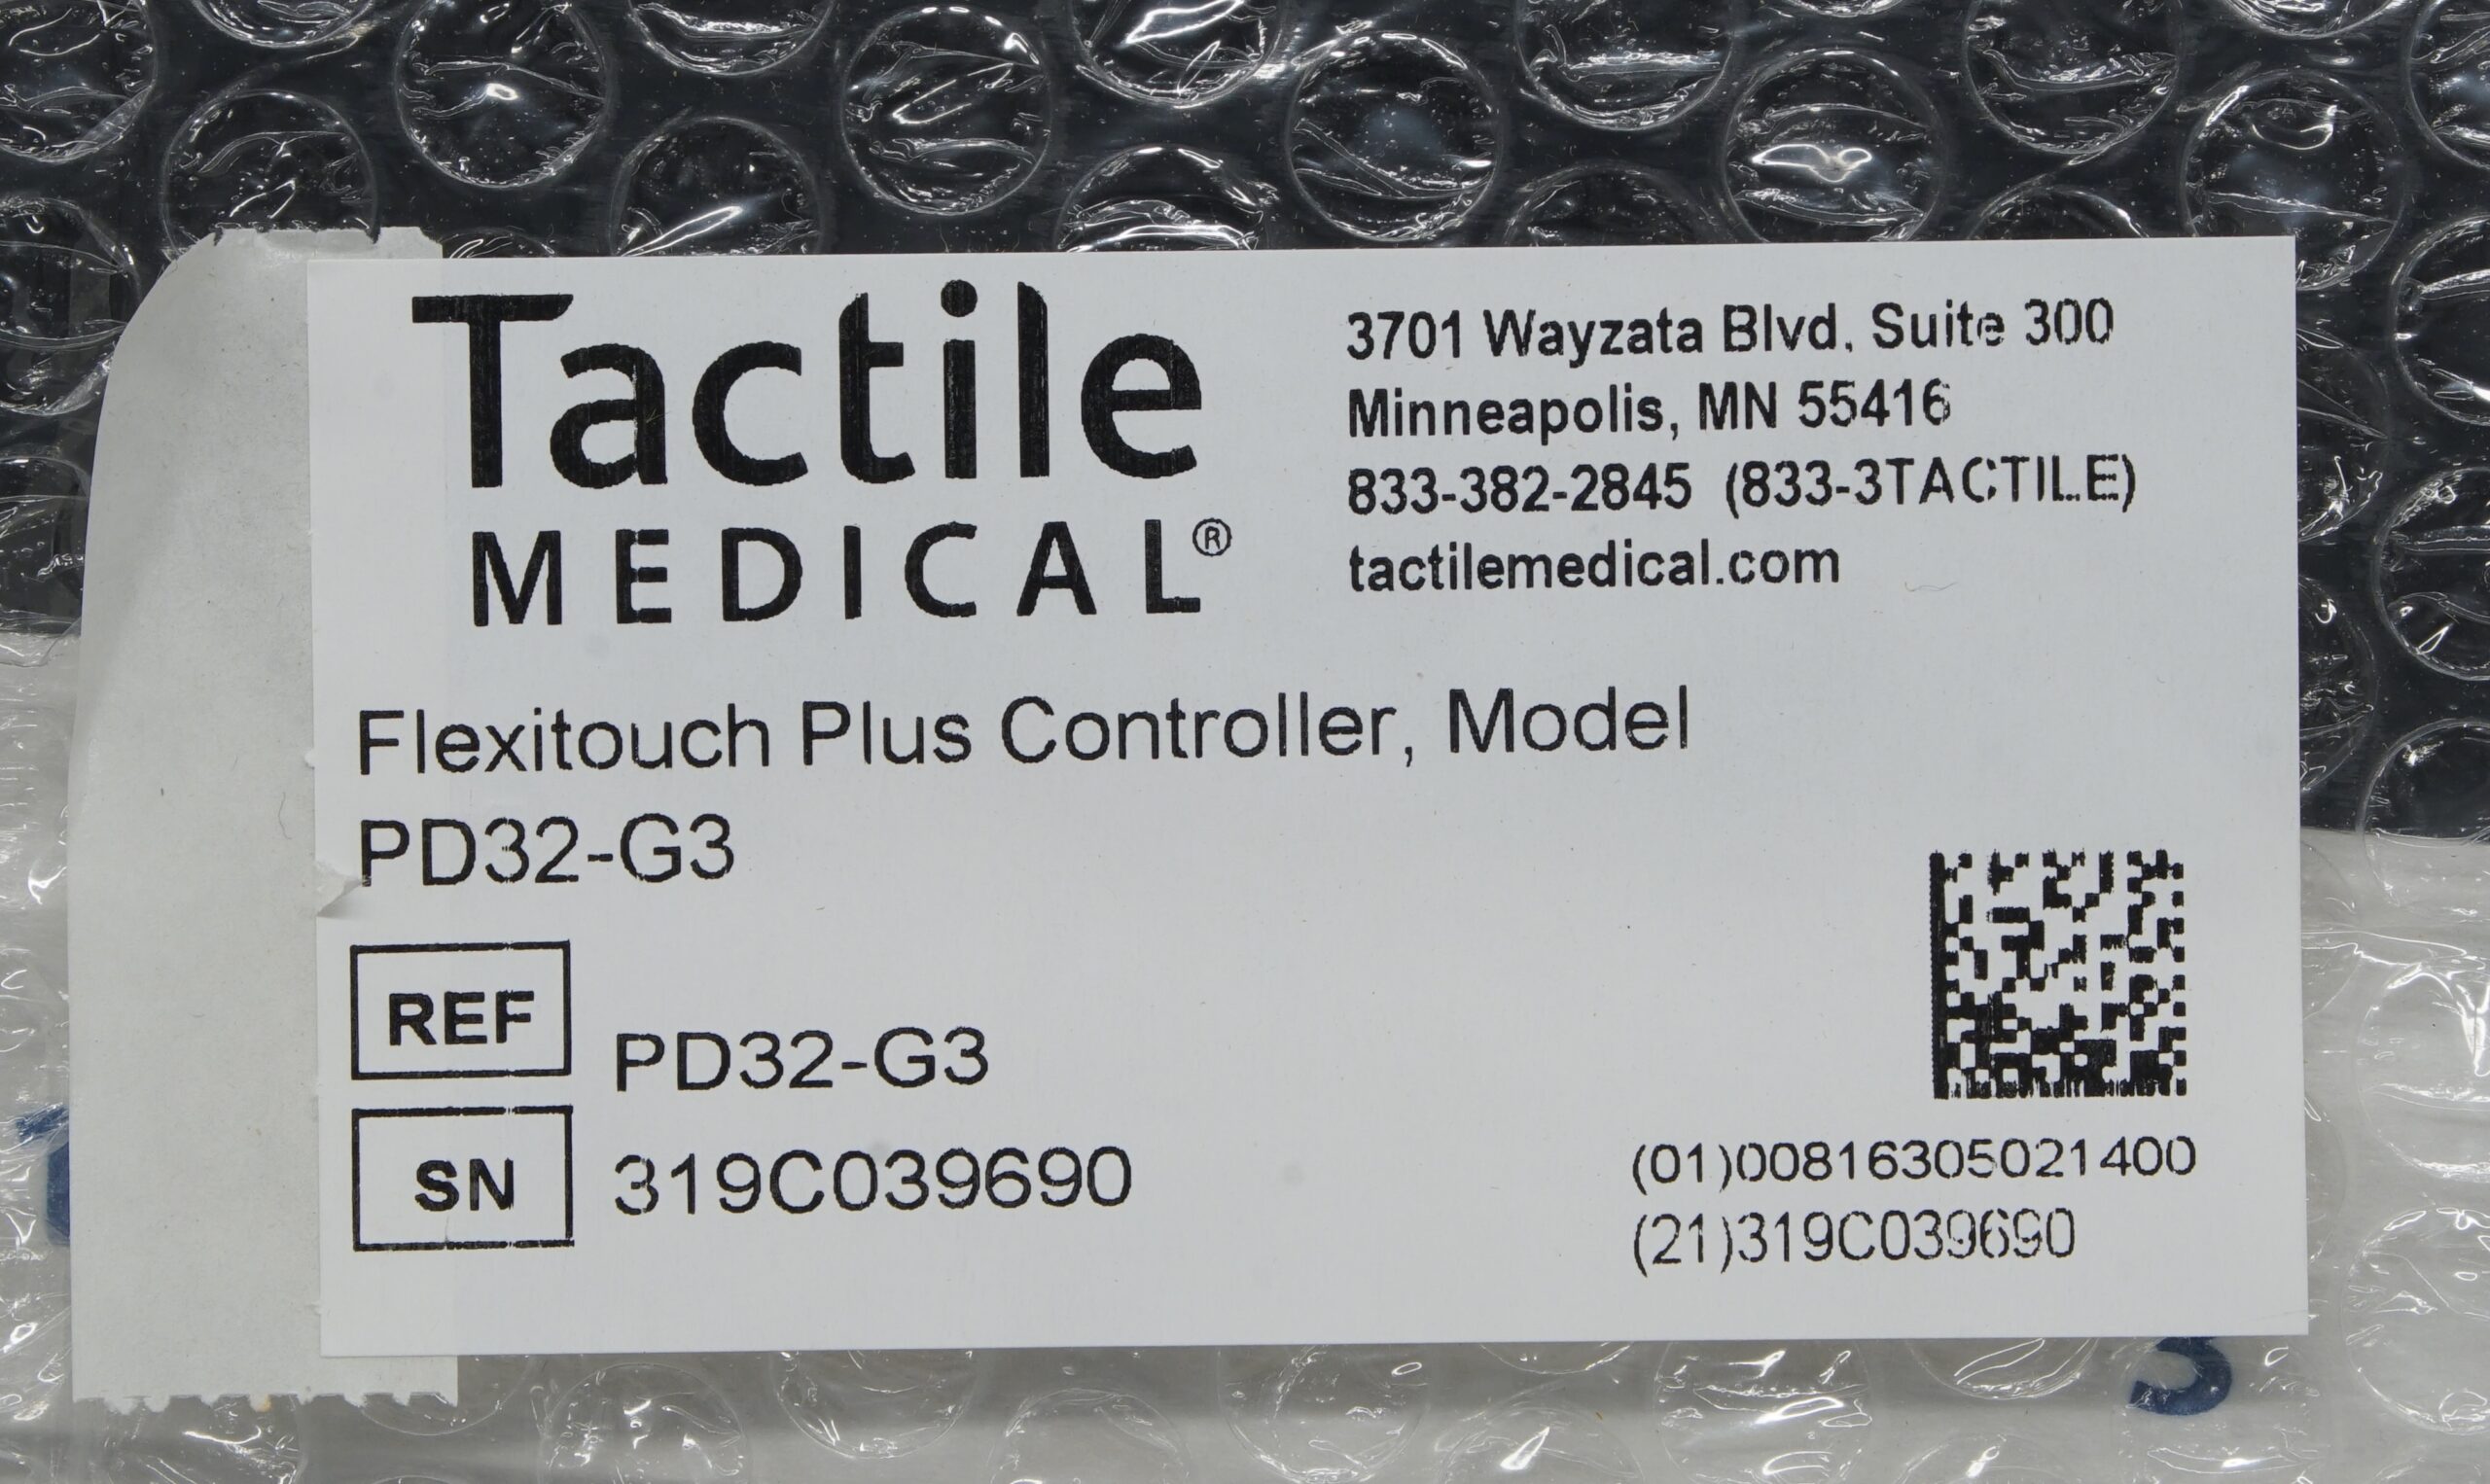 Tactile
MEDICAL®
3701 Wayzata Blvd. Suite 300
Minneapolis, MN 55416
833-382-2845 (833-3TACTILE)
tactilemedical.com
Flexitouch Plus Controller, Model
PD32-G3
REF PD32-G3
SN 319C039690
(01)00816305021400
(21)319C039690